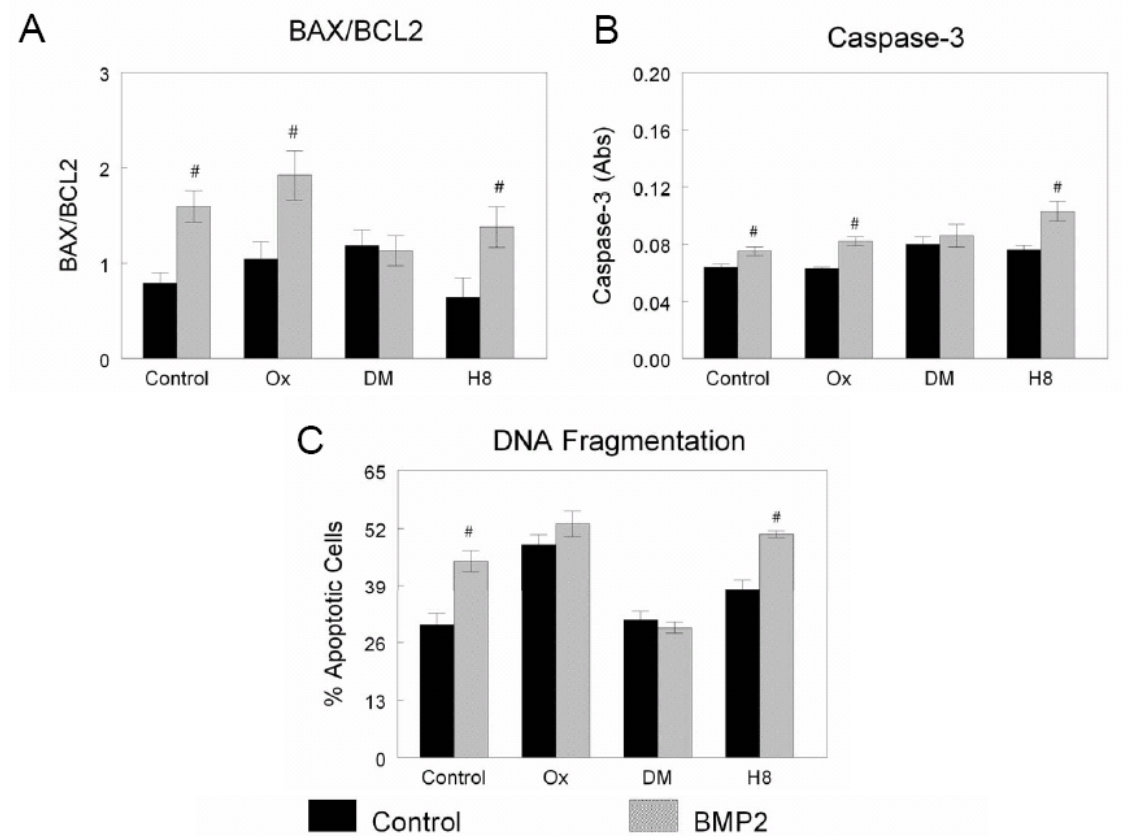 A
BAX/BCL2
BAX/BCL2
3
2
1
0
#
#
#
Control
Ox
DM
H8
B
Caspase-3
Caspase-3 (Abs)
0.20
0.16
0.12
0.08
0.04
0.00
#
#
#
Control
Ox
DM
H8
C
DNA Fragmentation
% Apoptotic Cells
65
52
39
26
13
0
#
#
Control
Ox
DM
H8
Control
BMP2